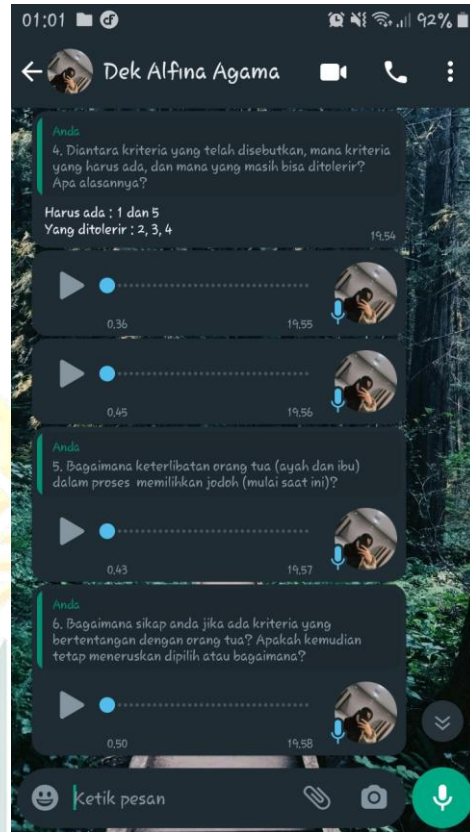 01:01 92%
Dek Alfina Agama
Anda
4. Diantara kriteria yang telah disebutkan, mana kriteria
yang harus ada, dan mana yang masih bisa ditolerir?
Apa alasannya?
Harus ada : 1 dan 5
Yang ditolerir : 2, 3, 4
19.54
0.36 19.55
0.45 19.56
Anda
5. Bagaimana keterlibatan orang tua (ayah dan ibu)
dalam proses memilihkan jodoh (mulai saat ini)?
0.43 19.57
Anda
6. Bagaimana sikap anda jika ada kriteria yang
bertentangan dengan orang tua? Apakah kemudian
tetap meneruskan dipilih atau bagaimana?
0.50 19.58
Ketik pesan